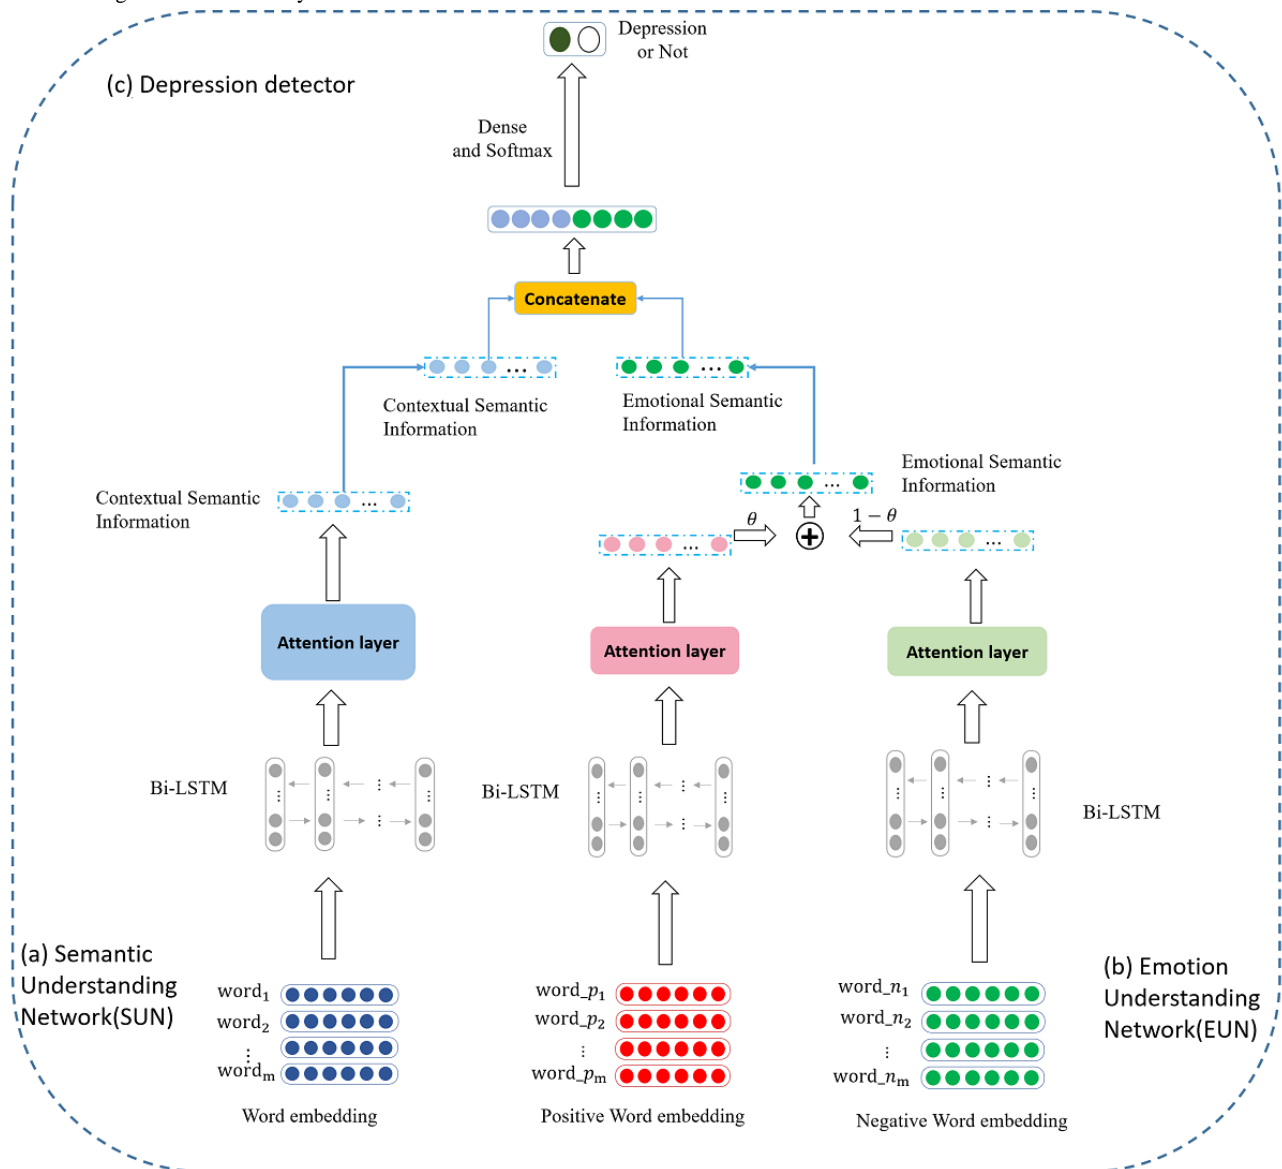 Depression
or Not
(c) Depression detector
Dense
and Softmax
Concatenate
Contextual Semantic
Information
Emotional Semantic
Information
Contextual Semantic
Information
Emotional Semantic
Information
θ
1 − θ
+
...
Attention layer
Attention layer
Attention layer
Bi-LSTM
Bi-LSTM
Bi-LSTM
(a) Semantic
Understanding
Network(SUN)
(b) Emotion
Understanding
Network(EUN)
word₁
word₂
⋮
wordₘ
word_p₁
word_p₂
⋮
word_pₘ
word_n₁
word_n₂
⋮
word_nₘ
Word embedding
Positive Word embedding
Negative Word embedding